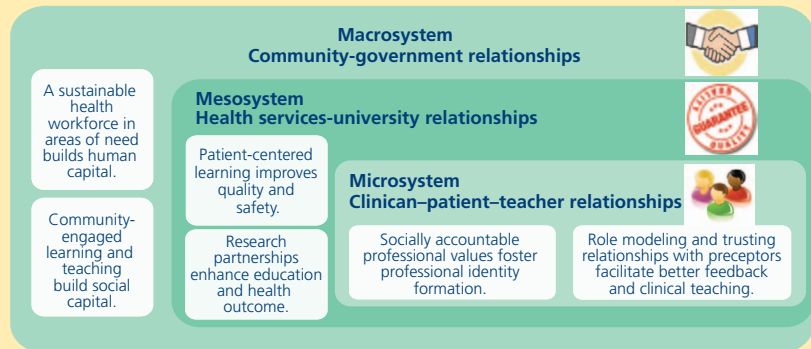 Macrosystem
Community-government relationships
A sustainable
health
workforce in
areas of need
builds human
capital.
Community-
engaged
learning and
teaching
build social
capital.
Mesosystem
Health services-university relationships
QUALITY
GUARANTEE
QUALITY
Patient-centered
learning improves
quality and
safety.
Research
partnerships
enhance education
and health
outcome.
Microsystem
Clinican–patient–teacher relationships
Socially accountable
professional values foster
professional identity
formation.
Role modeling and trusting
relationships with preceptors
facilitate better feedback
and clinical teaching.